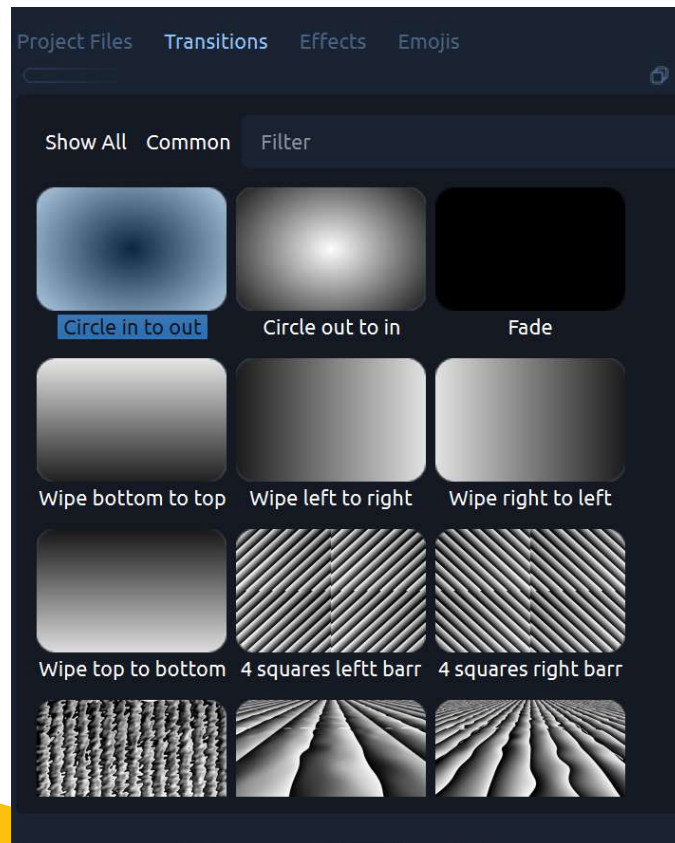 Project Files Transitions Effects Emojis
Show All Common Filter
Circle in to out Circle out to in Fade
Wipe bottom to top Wipe left to right Wipe right to left
Wipe top to bottom 4 squares leftt barr 4 squares right barr